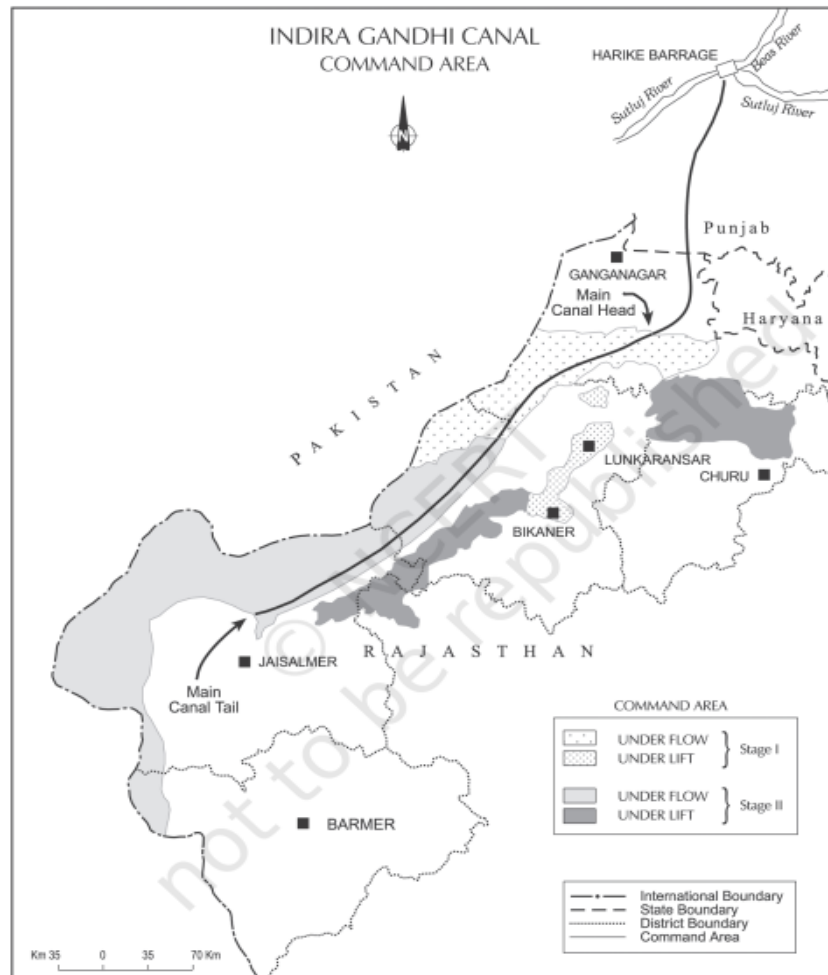 INDIRA GANDHI CANAL
COMMAND AREA
HARIKE BARRAGE
Beas River
Sutluj River
Sutluj River
N
Punjab
GANGANAGAR
Main
Canal Head
Haryana
PAKISTAN
LUNKARANSAR
CHURU
BIKANER
RAJASTHAN
JAISALMER
Main
Canal Tail
BARMER
COMMAND AREA
UNDER FLOW
UNDER LIFT
Stage I
UNDER FLOW
UNDER LIFT
Stage II
International Boundary
State Boundary
District Boundary
Command Area
Km 35 0 35 70 Km
© NCERT
not to be republished